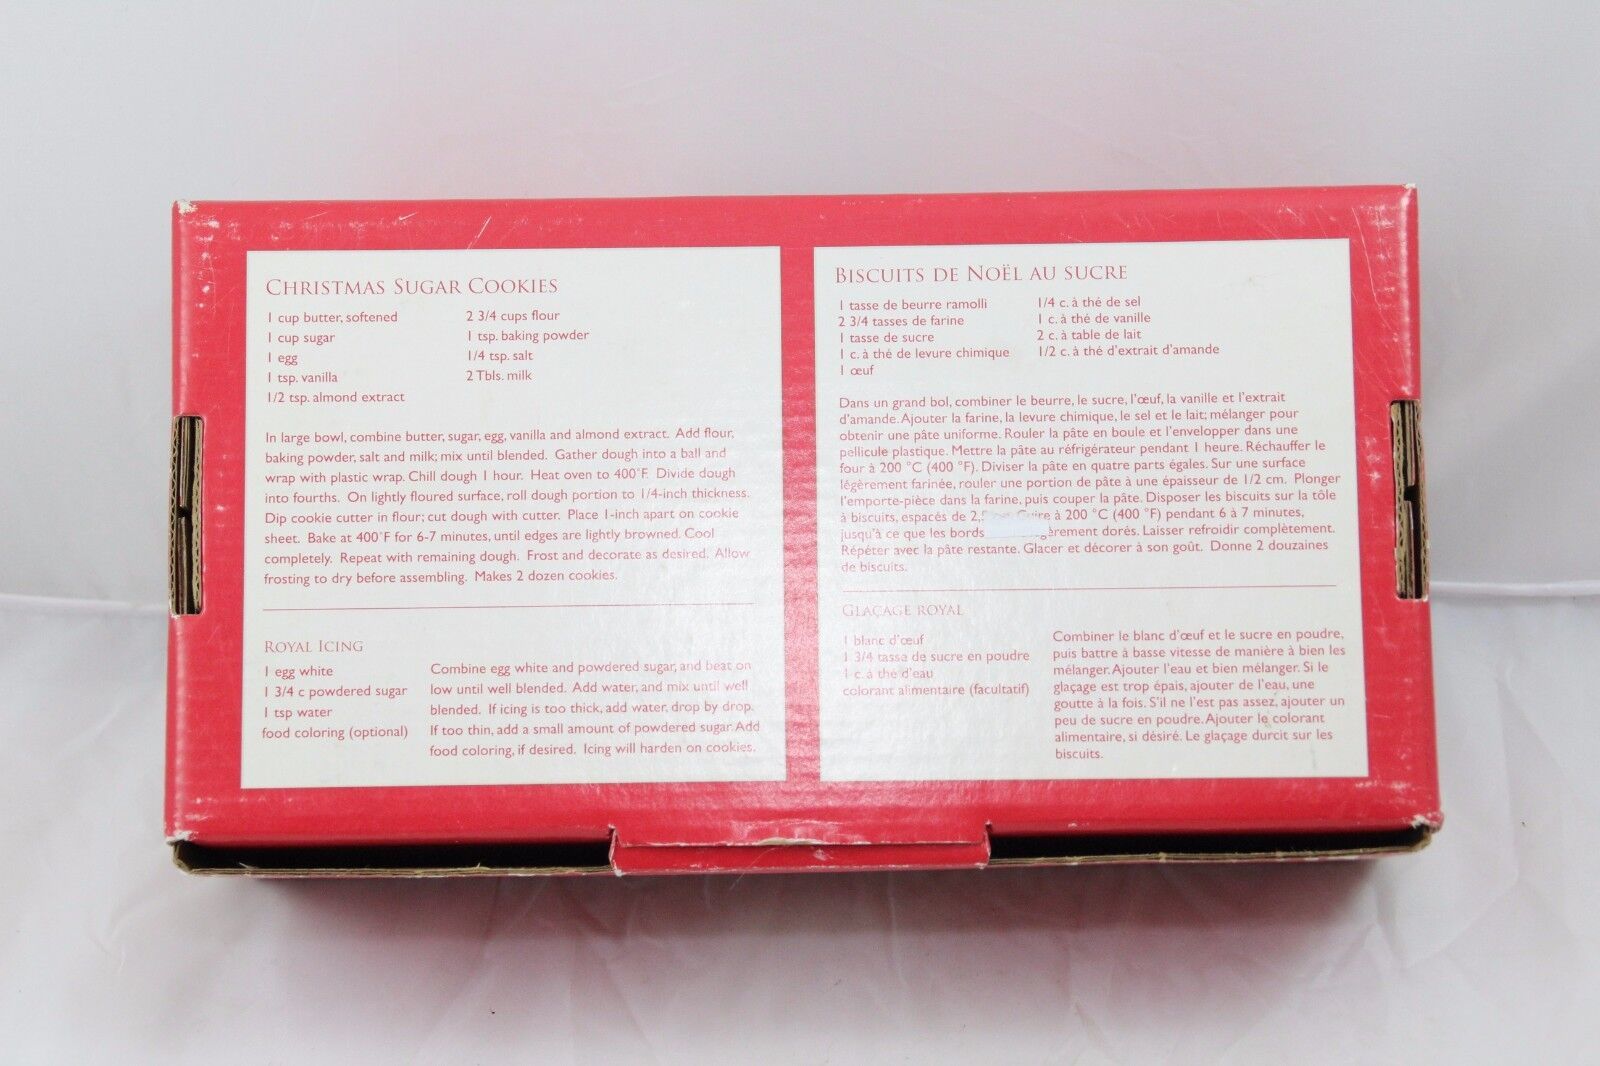 CHRISTMAS SUGAR COOKIES
1 cup butter, softened
1 cup sugar
1 egg
1 tsp. vanilla
1/2 tsp. almond extract
2 3/4 cups flour
1 tsp. baking powder
1/4 tsp. salt
2 Tbls. milk
In large bowl, combine butter, sugar, egg, vanilla and almond extract. Add flour,
baking powder, salt and milk; mix until blended. Gather dough into a ball and
wrap with plastic wrap. Chill dough 1 hour. Heat oven to 400°F. Divide dough
into fourths. On lightly floured surface, roll dough portion to 1/4-inch thickness.
Dip cookie cutter in flour; cut dough with cutter. Place 1-inch apart on cookie
sheet. Bake at 400°F for 6-7 minutes, until edges are lightly browned. Cool
completely. Repeat with remaining dough. Frost and decorate as desired. Allow
frosting to dry before assembling. Makes 2 dozen cookies.
ROYAL ICING
1 egg white
1 3/4 c powdered sugar
1 tsp water
food coloring (optional)
Combine egg white and powdered sugar, and beat on
low until well blended. Add water, and mix until well
blended. If icing is too thick, add water, drop by drop.
If too thin, add a small amount of powdered sugar. Add
food coloring, if desired. Icing will harden on cookies.
BISCUITS DE NOËL AU SUCRE
1 tasse de beurre ramolli
2 3/4 tasses de farine
1 tasse de sucre
1 c. à thé de levure chimique
1 œuf
1/4 c. à thé de sel
1 c. à thé de vanille
2 c. à table de lait
1/2 c. à thé d'extrait d'amande
Dans un grand bol, combiner le beurre, le sucre, l'œuf, la vanille et l'extrait
d'amande. Ajouter la farine, la levure chimique, le sel et le lait; mélanger pour
obtenir une pâte uniforme. Rouler la pâte en boule et l'envelopper dans une
pellicule plastique. Mettre la pâte au réfrigérateur pendant 1 heure. Réchauffer le
four à 200 °C (400 °F). Diviser la pâte en quatre parts égales. Sur une surface
légèrement farinée, rouler une portion de pâte à une épaisseur de 1/2 cm. Plonger
l'emporte-pièce dans la farine, puis couper la pâte. Disposer les biscuits sur la tôle
à biscuits, espacés de à 200 °C (400 °F) pendant 6 à 7 minutes,
jusqu'à ce que les bords dorés. Laisser refroidir complètement.
Répéter avec la pâte restante. Glacer et décorer à son goût. Donne 2 douzaines
de biscuits.
GLAÇAGE ROYAL
1 blanc d'œuf
1 3/4 tasse de sucre en poudre
1 c. à thé d'eau
colorant alimentaire (facultatif)
Combiner le blanc d'œuf et le sucre en poudre,
puis battre à basse vitesse de manière à bien les
mélanger. Ajouter l'eau et bien mélanger. Si le
glaçage est trop épais, ajouter de l'eau, une
goutte à la fois. S'il ne l'est pas assez, ajouter un
peu de sucre en poudre. Ajouter le colorant
alimentaire, si désiré. Le glaçage durcit sur les
biscuits.